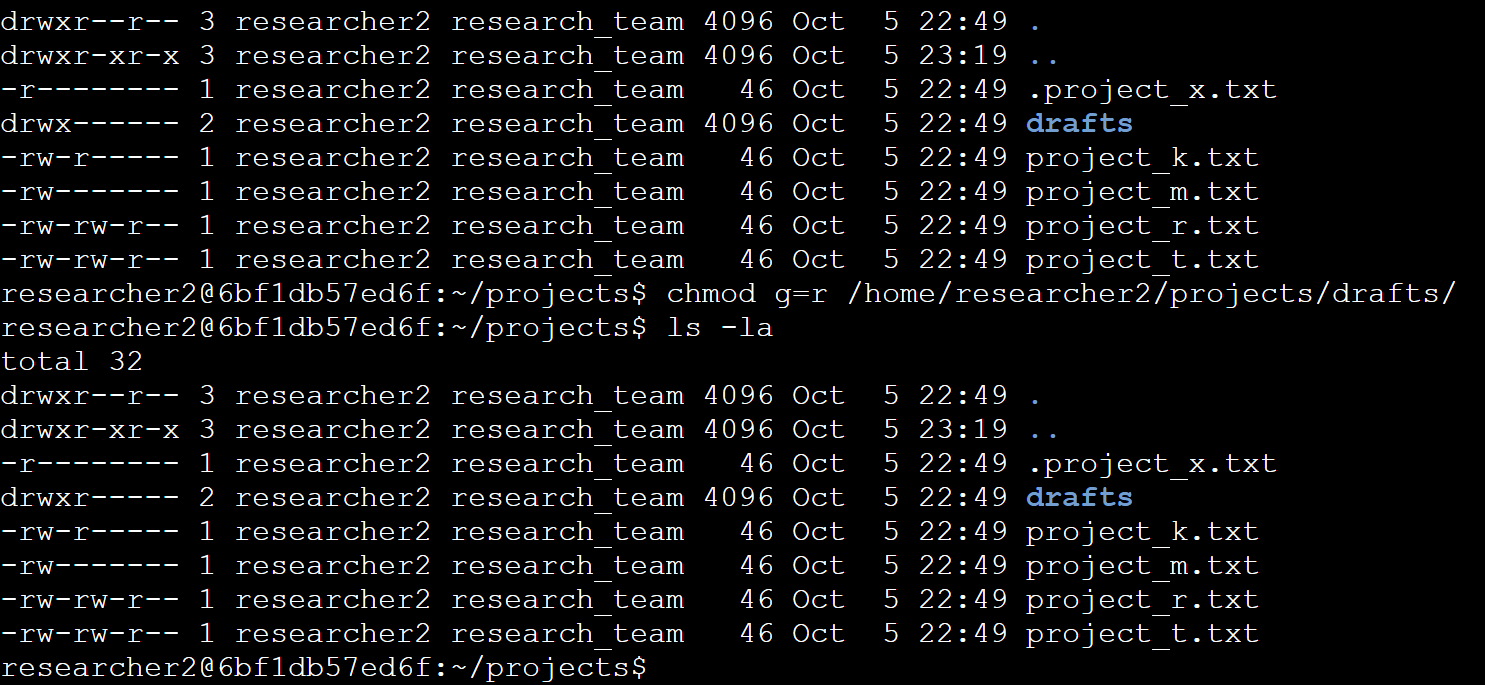 drwxr--r-- 3 researcher2 research_team 4096 Oct  5 22:49 .
drwxr-xr-x 3 researcher2 research_team 4096 Oct  5 23:19 ..
-r-------- 1 researcher2 research_team   46 Oct  5 22:49 .project_x.txt
drwx------ 2 researcher2 research_team 4096 Oct  5 22:49 drafts
-rw-r----- 1 researcher2 research_team   46 Oct  5 22:49 project_k.txt
-rw------- 1 researcher2 research_team   46 Oct  5 22:49 project_m.txt
-rw-rw-r-- 1 researcher2 research_team   46 Oct  5 22:49 project_r.txt
-rw-rw-r-- 1 researcher2 research_team   46 Oct  5 22:49 project_t.txt
researcher2@6bf1db57ed6f:~/projects$ chmod g=r /home/researcher2/projects/drafts/
researcher2@6bf1db57ed6f:~/projects$ ls -la
total 32
drwxr--r-- 3 researcher2 research_team 4096 Oct  5 22:49 .
drwxr-xr-x 3 researcher2 research_team 4096 Oct  5 23:19 ..
-r-------- 1 researcher2 research_team   46 Oct  5 22:49 .project_x.txt
drwxr----- 2 researcher2 research_team 4096 Oct  5 22:49 drafts
-rw-r----- 1 researcher2 research_team   46 Oct  5 22:49 project_k.txt
-rw------- 1 researcher2 research_team   46 Oct  5 22:49 project_m.txt
-rw-rw-r-- 1 researcher2 research_team   46 Oct  5 22:49 project_r.txt
-rw-rw-r-- 1 researcher2 research_team   46 Oct  5 22:49 project_t.txt
researcher2@6bf1db57ed6f:~/projects$